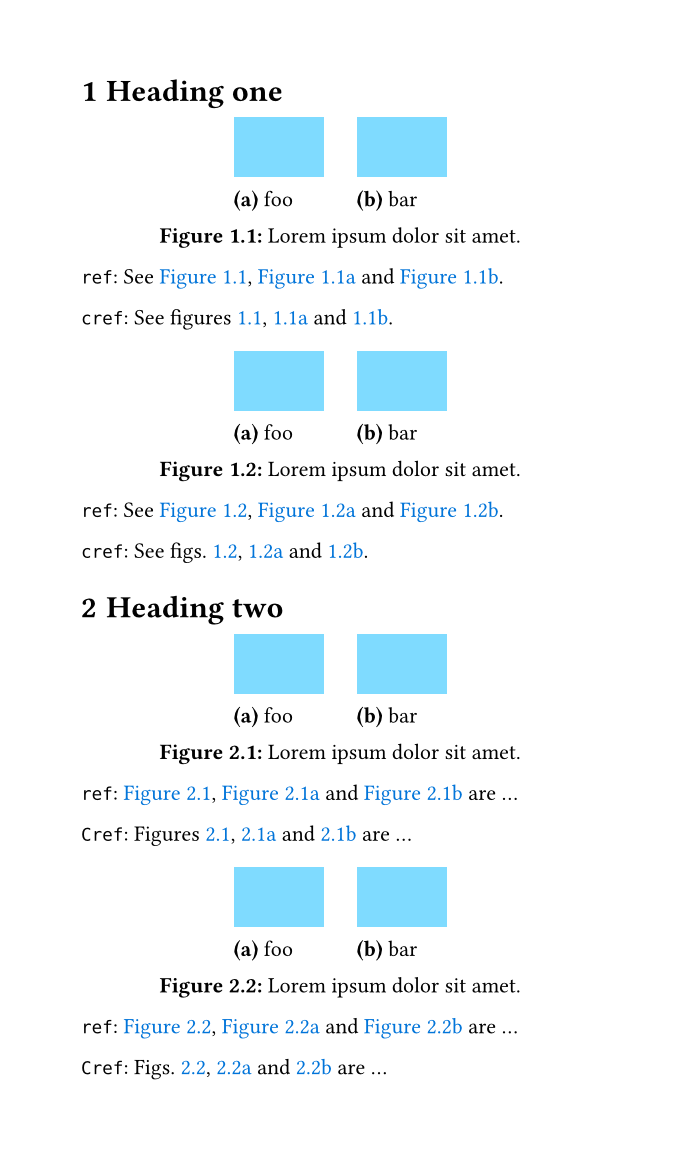 1 Heading one
(a) foo (b) bar
Figure 1.1: Lorem ipsum dolor sit amet.
ref: See Figure 1.1, Figure 1.1a and Figure 1.1b.
cref: See figures 1.1, 1.1a and 1.1b.
(a) foo (b) bar
Figure 1.2: Lorem ipsum dolor sit amet.
ref: See Figure 1.2, Figure 1.2a and Figure 1.2b.
cref: See figs. 1.2, 1.2a and 1.2b.
2 Heading two
(a) foo (b) bar
Figure 2.1: Lorem ipsum dolor sit amet.
ref: Figure 2.1, Figure 2.1a and Figure 2.1b are …
Cref: Figures 2.1, 2.1a and 2.1b are …
(a) foo (b) bar
Figure 2.2: Lorem ipsum dolor sit amet.
ref: Figure 2.2, Figure 2.2a and Figure 2.2b are …
Cref: Figs. 2.2, 2.2a and 2.2b are …